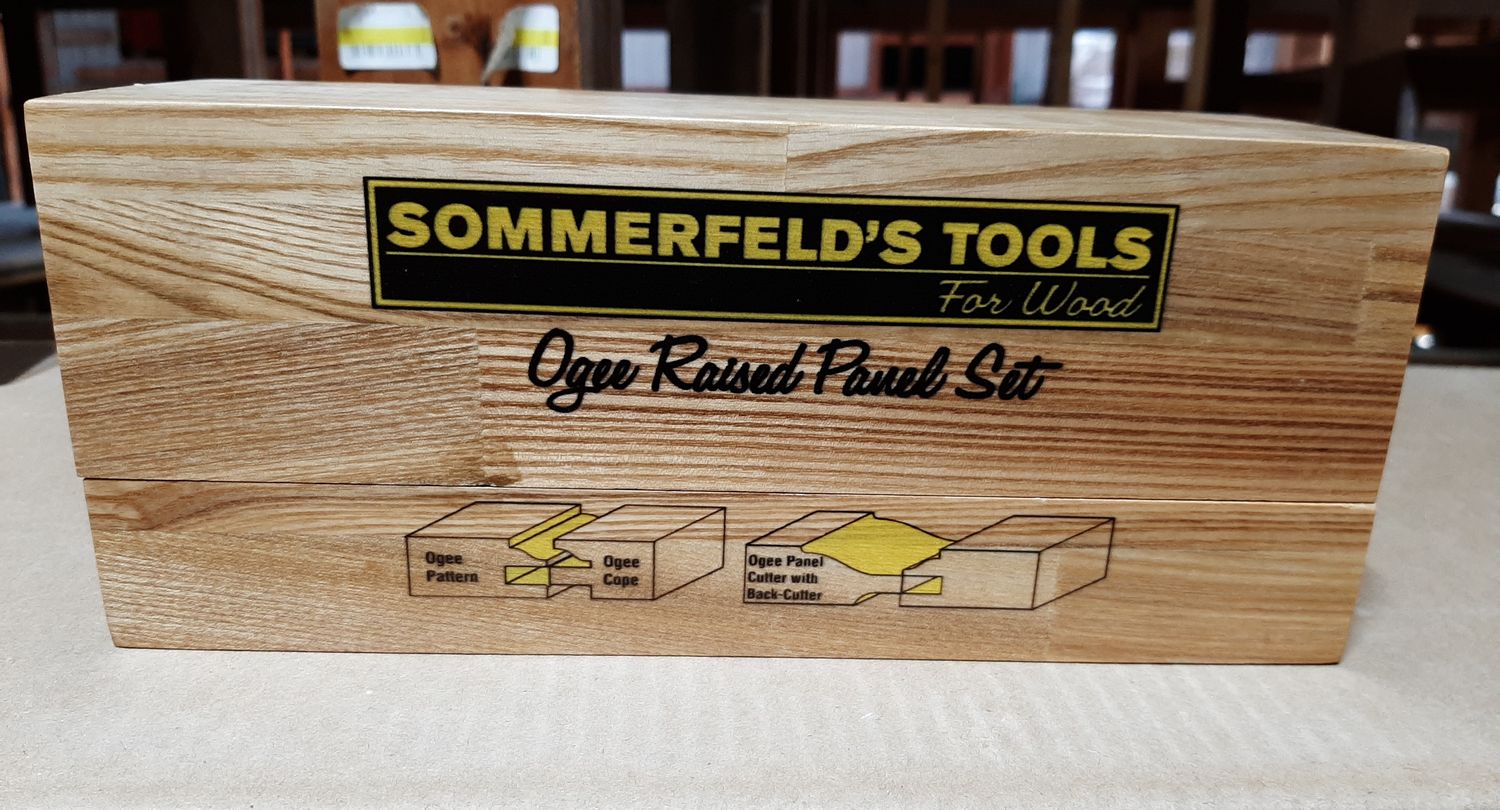 SOMMERFELD'S TOOLS
For Wood
Ogee Raised Panel Set
Ogee
Pattern
Ogee
Cope
Ogee Panel
Cutter with
Back-Cutter